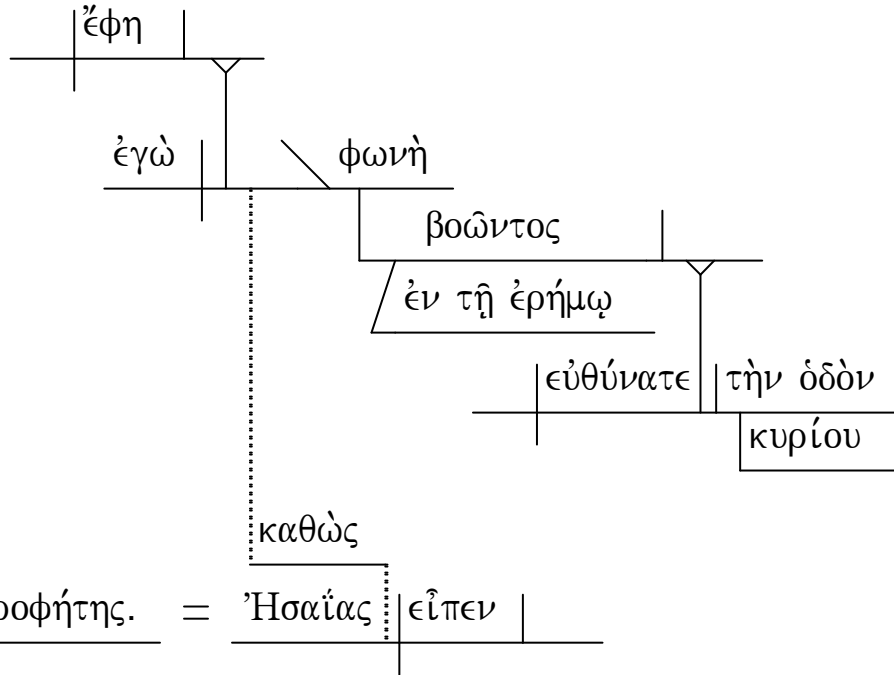 ἔφη
ἐγὼ φωνὴ
βοῶντος
ἐν τῇ ἐρήμῳ
εὐθύνατε τὴν ὁδὸν
κυρίου
καθὼς
= Ἠσαΐας εἶπεν